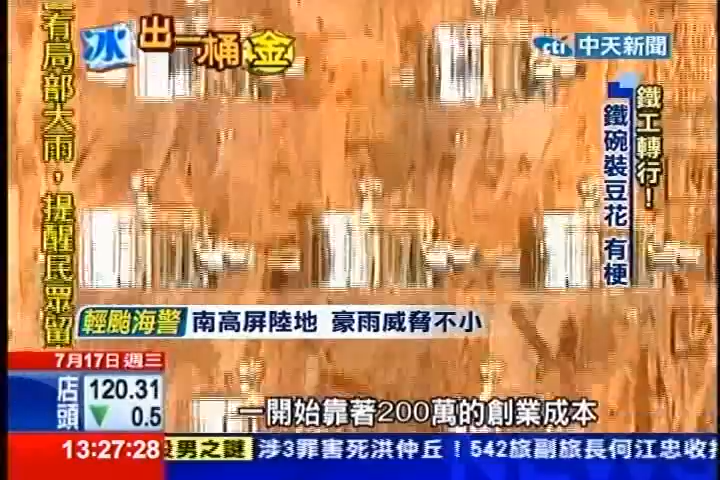 冰出一桶金
cti 中天新聞
鐵工轉行！
鐵碗裝豆花 有梗
有局部大雨，提醒民眾留
輕颱海警 南高屏陸地 豪雨威脅不小
7月17日 週三
店頭 120.31
▼ 0.5
一開始靠著200萬的創業成本
13:27:28 男之謎 涉3罪害死洪仲丘！542旅副旅長何江忠收
NEWS